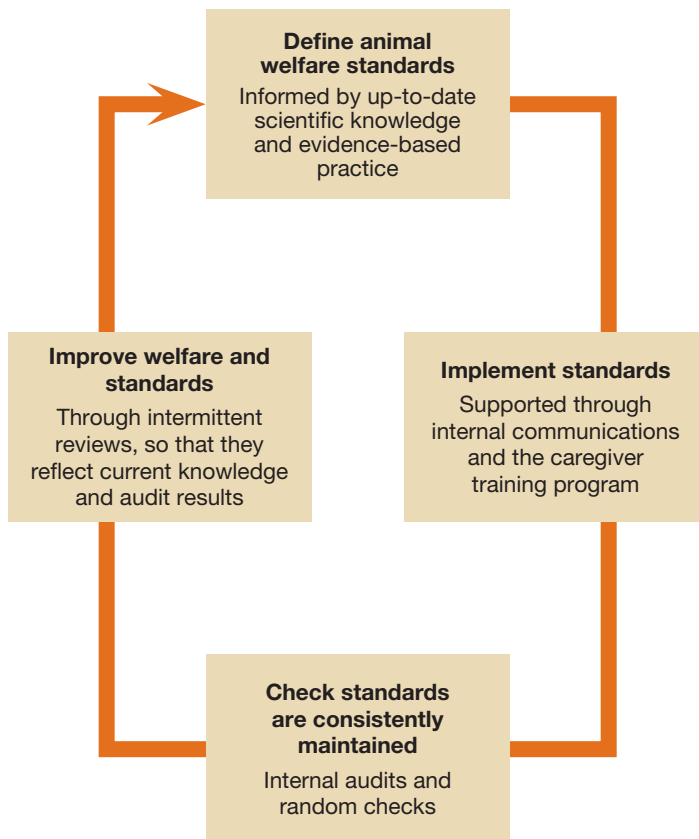 Define animal
welfare standards
Informed by up-to-date
scientific knowledge
and evidence-based
practice
Improve welfare and
standards
Through intermittent
reviews, so that they
reflect current knowledge
and audit results
Implement standards
Supported through
internal communications
and the caregiver
training program
Check standards
are consistently
maintained
Internal audits and
random checks